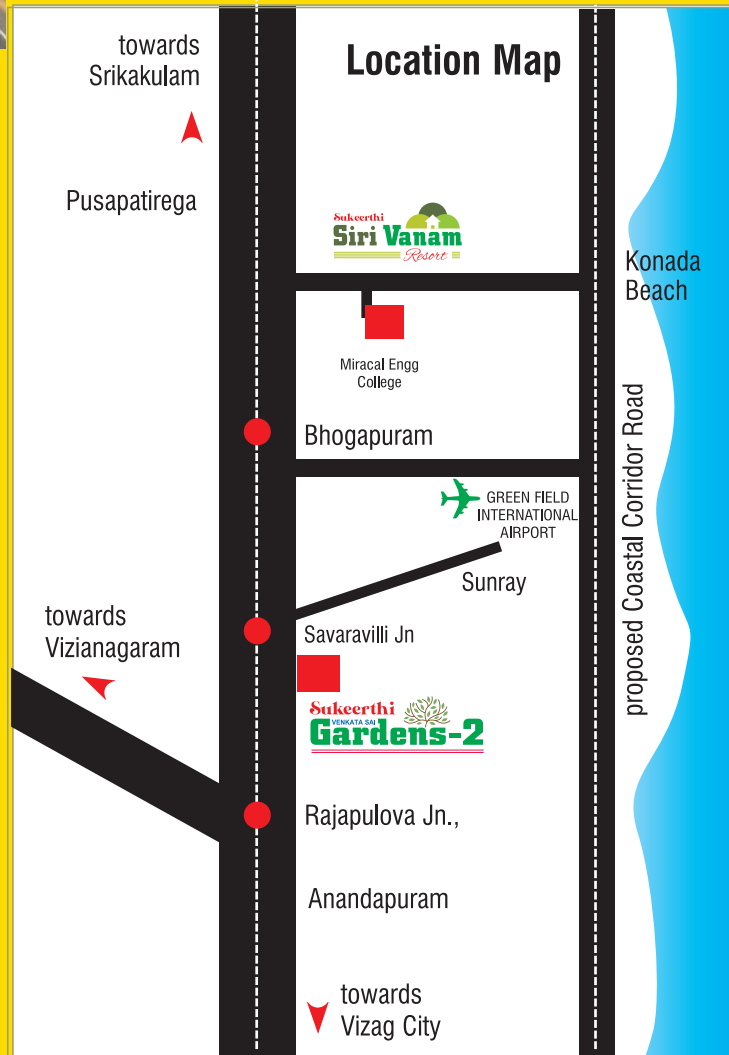 Location Map
towards
Srikakulam
Pusapatirega
Sukeerthi
Siri Vanam
Resort
Konada
Beach
Miracal Engg
College
Bhogapuram
GREEN FIELD
INTERNATIONAL
AIRPORT
Sunray
proposed Coastal Corridor Road
towards
Vizianagaram
Savaravilli Jn
Sukeerthi
VENKATA SAI
Gardens-2
Rajapulova Jn.,
Anandapuram
towards
Vizag City